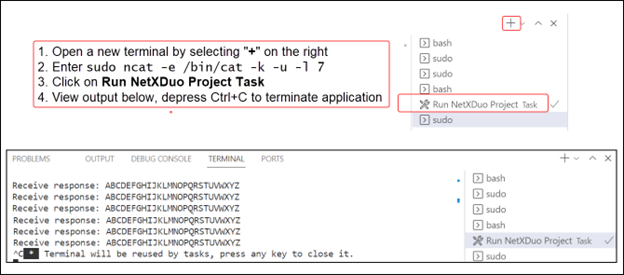 1. Open a new terminal by selecting "+" on the right
2. Enter sudo ncat -e /bin/cat -k -u -l 7
3. Click on Run NetXDuo Project Task
4. View output below, depress Ctrl+C to terminate application
bash
sudo
sudo
bash
Run NetXDuo Project Task
sudo
PROBLEMS OUTPUT DEBUG CONSOLE TERMINAL PORTS
Receive response: ABCDEFGHIJKLMNOPQRSTUVWXYZ
Receive response: ABCDEFGHIJKLMNOPQRSTUVWXYZ
Receive response: ABCDEFGHIJKLMNOPQRSTUVWXYZ
Receive response: ABCDEFGHIJKLMNOPQRSTUVWXYZ
Receive response: ABCDEFGHIJKLMNOPQRSTUVWXYZ
^C * Terminal will be reused by tasks, press any key to close it.
bash
sudo
sudo
bash
Run NetXDuo Project Task
sudo